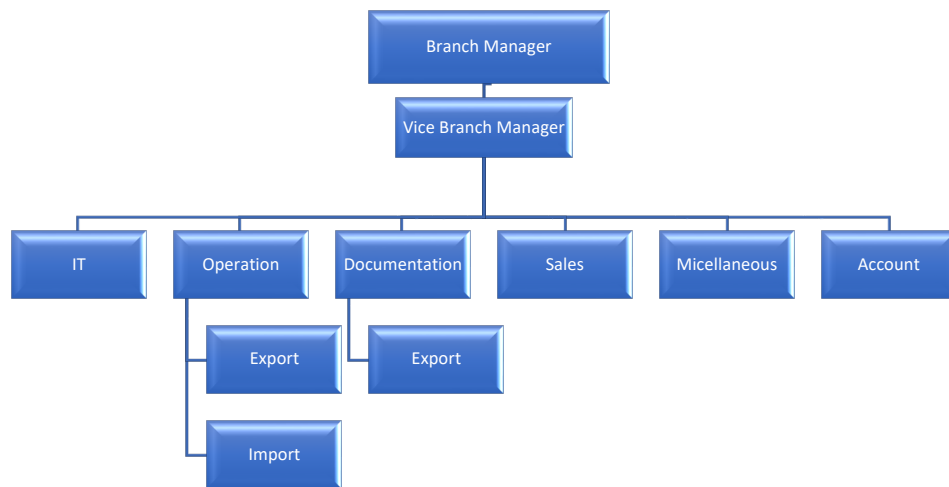 Branch Manager
Vice Branch Manager
IT
Operation
Documentation
Sales
Micellaneous
Account
Export
Export
Import